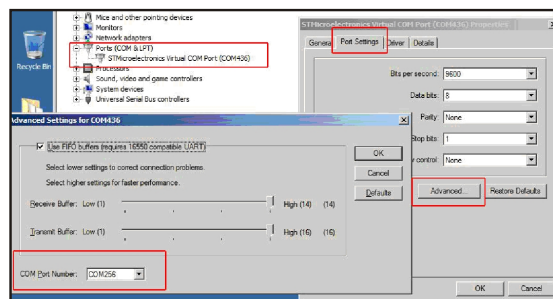 Mice and other pointing devices
Monitors
Network adapters
Ports (COM & LPT)
STMicroelectronics Virtual COM Port (COM436)
Processors
Sound, video and game controllers
System devices
Universal Serial Bus controllers
Recycle Bin
STMicroelectronics Virtual COM Port (COM436) Properties
General Port Settings Driver Details
Bits per second: 9600
Data bits: 8
Parity: None
Stop bits: 1
control: None
Advanced... Restore Defaults
OK Cancel
Advanced Settings for COM436
Use FIFO buffers (requires 16550 compatible UART)
Select lower settings to correct connection problems.
Select higher settings for faster performance.
Receive Buffer: Low (1) High (14) (14)
Transmit Buffer: Low (1) High (16) (16)
COM Port Number: COM256
OK
Cancel
Defaults